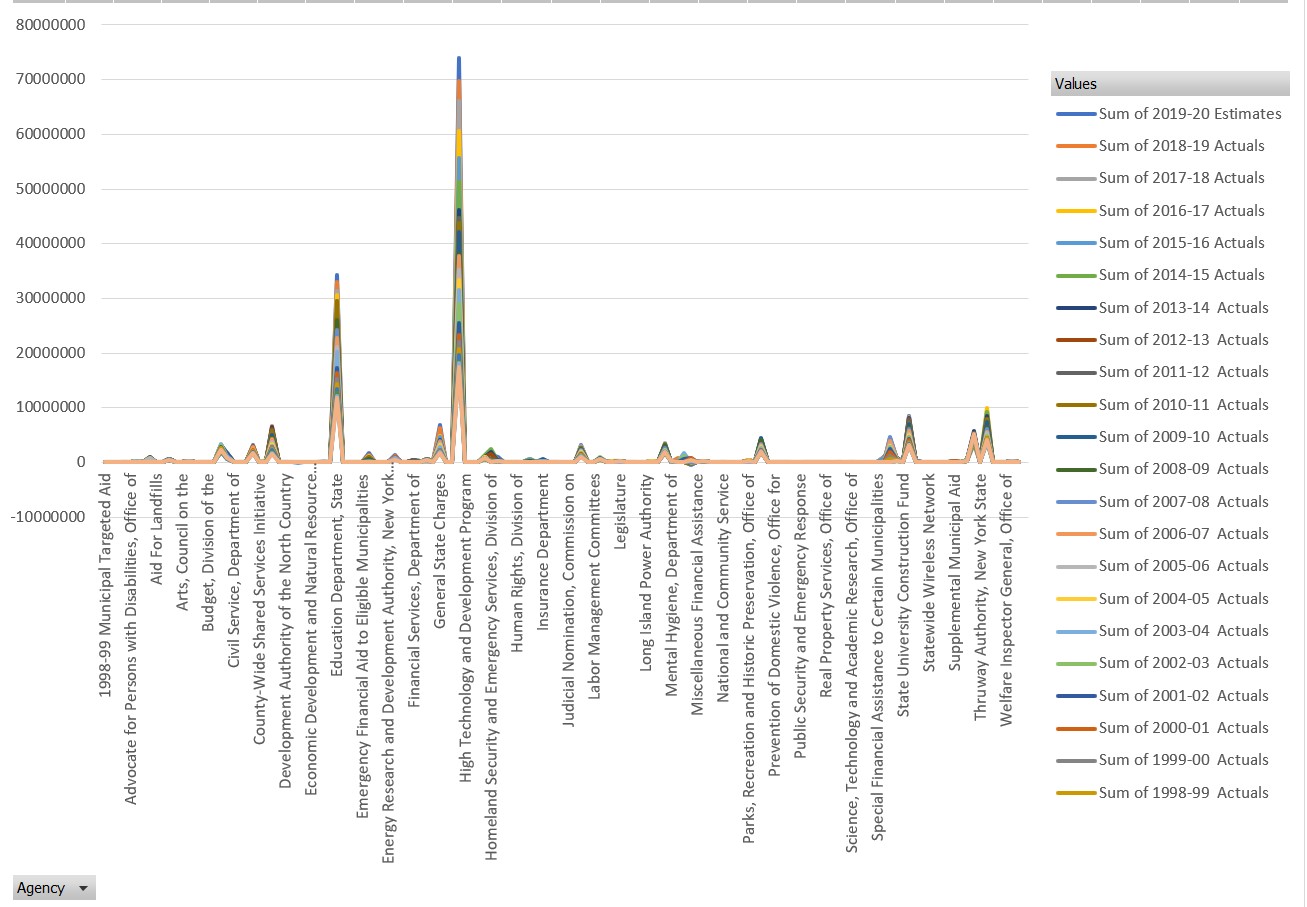 80000000
70000000
60000000
50000000
40000000
30000000
20000000
10000000
0
-10000000
1998-99 Municipal Targeted Aid
Advocate for Persons with Disabilities, Office of
Aid For Landfills
Arts, Council on the
Budget, Division of the
Civil Service, Department of
County-Wide Shared Services Initiative
Development Authority of the North Country
Economic Development and Natural Resource...
Education Department, State
Emergency Financial Aid to Eligible Municipalities
Energy Research and Development Authority, New York...
Financial Services, Department of
General State Charges
High Technology and Development Program
Homeland Security and Emergency Services, Division of
Human Rights, Division of
Insurance Department
Judicial Nomination, Commission on
Labor Management Committees
Legislature
Long Island Power Authority
Mental Hygiene, Department of
Miscellaneous Financial Assistance
National and Community Service
Parks, Recreation and Historic Preservation, Office of
Prevention of Domestic Violence, Office for
Public Security and Emergency Response
Real Property Services, Office of
Science, Technology and Academic Research, Office of
Special Financial Assistance to Certain Municipalities
State University Construction Fund
Statewide Wireless Network
Supplemental Municipal Aid
Thruway Authority, New York State
Welfare Inspector General, Office of
Values
Sum of 2019-20 Estimates
Sum of 2018-19 Actuals
Sum of 2017-18 Actuals
Sum of 2016-17 Actuals
Sum of 2015-16 Actuals
Sum of 2014-15 Actuals
Sum of 2013-14 Actuals
Sum of 2012-13 Actuals
Sum of 2011-12 Actuals
Sum of 2010-11 Actuals
Sum of 2009-10 Actuals
Sum of 2008-09 Actuals
Sum of 2007-08 Actuals
Sum of 2006-07 Actuals
Sum of 2005-06 Actuals
Sum of 2004-05 Actuals
Sum of 2003-04 Actuals
Sum of 2002-03 Actuals
Sum of 2001-02 Actuals
Sum of 2000-01 Actuals
Sum of 1999-00 Actuals
Sum of 1998-99 Actuals
Agency